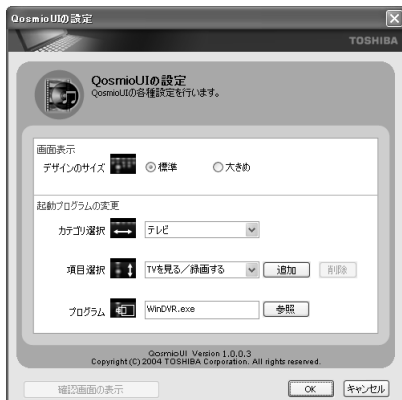 QosmioUIの設定
TOSHIBA
QosmioUIの設定
QosmioUIの各種設定を行います。
画面表示
デザインのサイズ 標準 大きめ
起動プログラムの変更
カテゴリ選択 テレビ
項目選択 TVを見る/録画する 追加 削除
プログラム WinDVR.exe 参照
QosmioUI Version 1.0.0.3
Copyright(C)2004 TOSHIBA Corporation. All rights reserved.
確認画面の表示 OK キャンセル